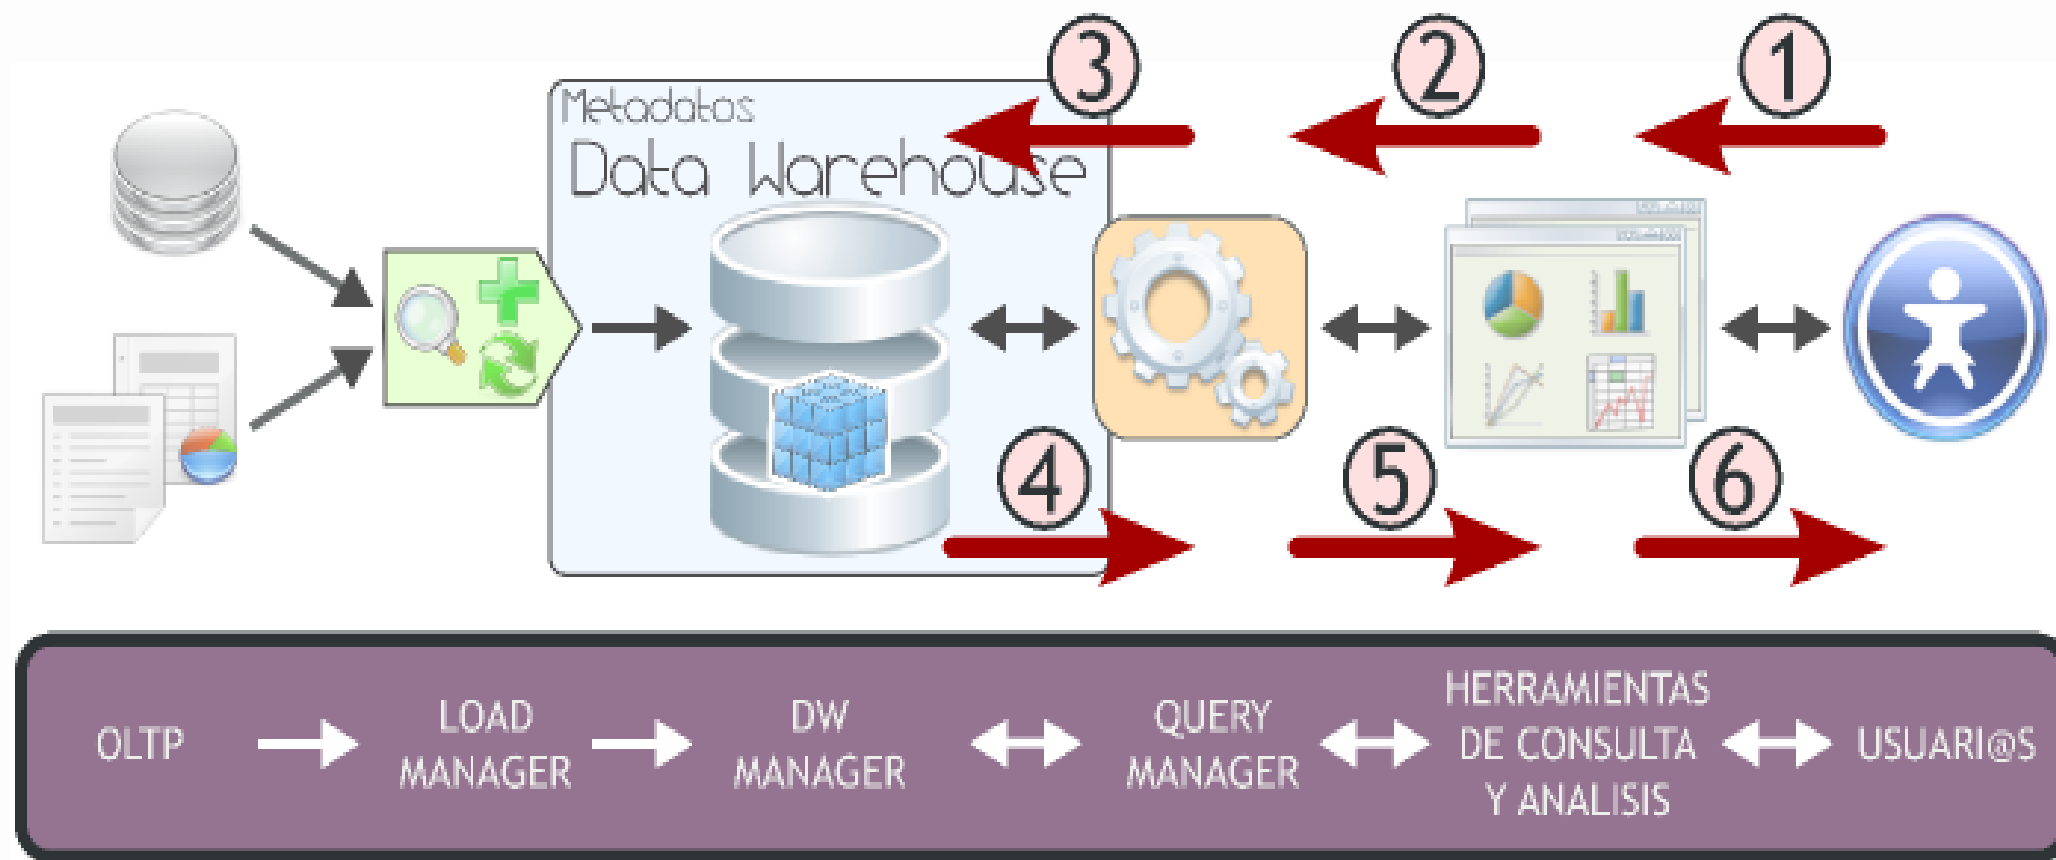 3
2
1
Metadatos
Data Warehouse
4
5
6
OLTP
LOAD
MANAGER
DW
MANAGER
QUERY
MANAGER
HERRAMIENTAS
DE CONSULTA
Y ANALISIS
USUARI@S